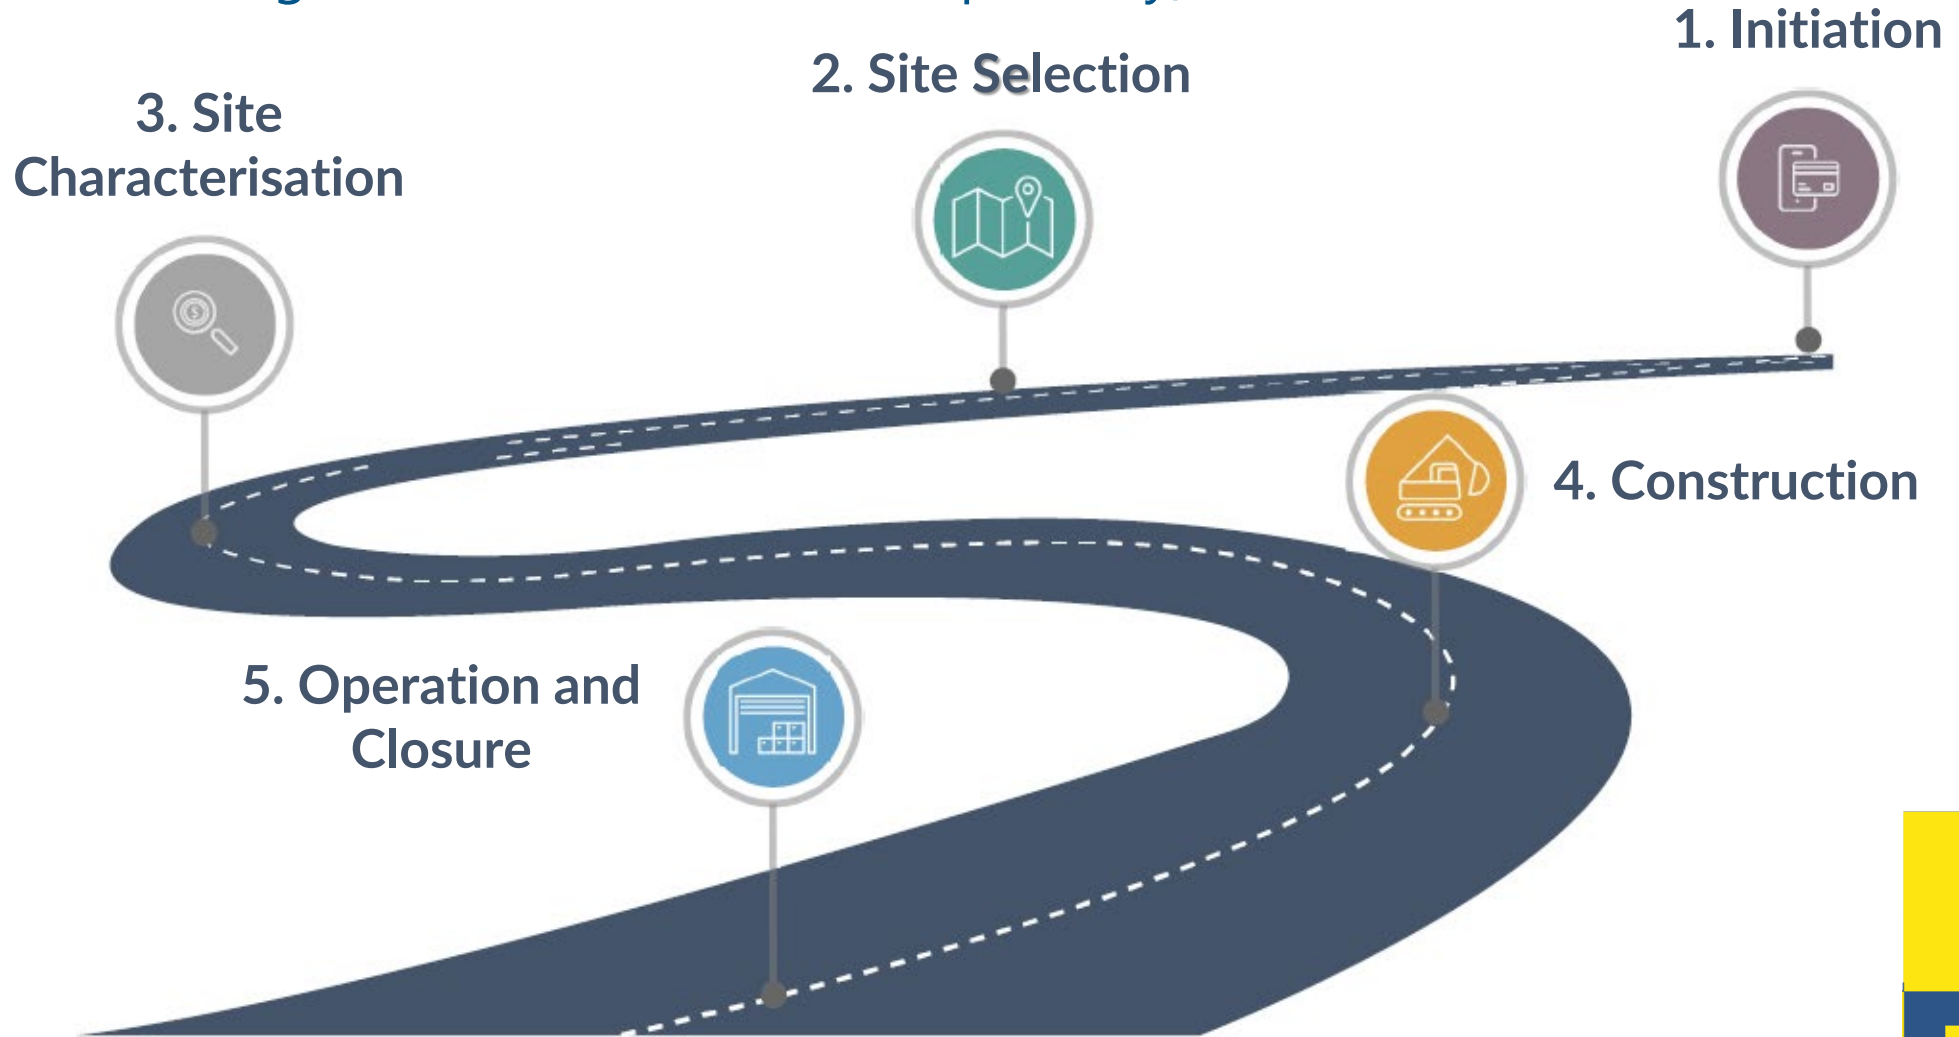 1. Initiation
2. Site Selection
3. Site
Characterisation
4. Construction
5. Operation and
Closure